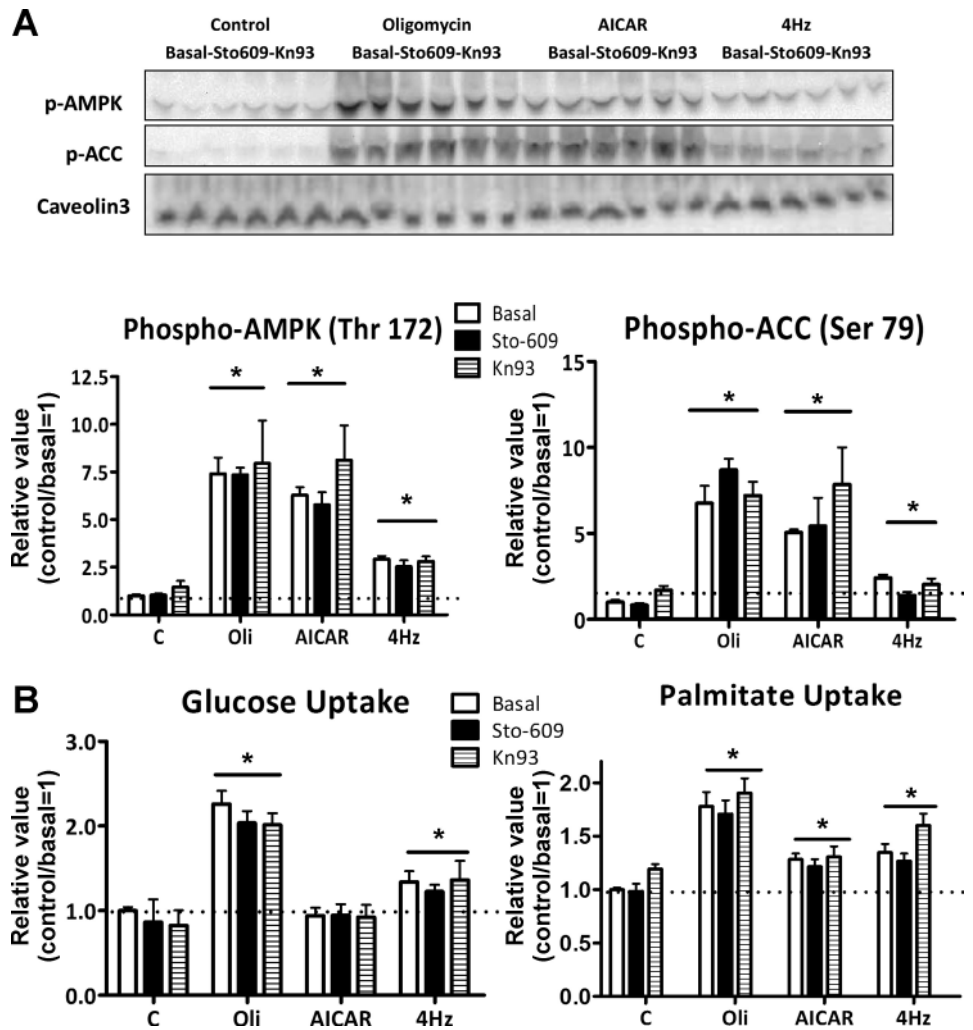 A
Control Oligomycin AICAR 4Hz
Basal-Sto609-Kn93 Basal-Sto609-Kn93 Basal-Sto609-Kn93 Basal-Sto609-Kn93
p-AMPK
p-ACC
Caveolin3
Phospho-AMPK (Thr 172)
Relative value
(control/basal=1)
12.5
10.0
7.5
5.0
2.5
0.0
* * *
C Oli AICAR 4Hz
Basal
Sto-609
Kn93
Phospho-ACC (Ser 79)
Relative value
(control/basal=1)
15
10
5
0
* * *
C Oli AICAR 4Hz
B
Glucose Uptake
Relative value
(control/basal=1)
3.0
2.0
1.0
0.0
* *
C Oli AICAR 4Hz
Basal
Sto-609
Kn93
Palmitate Uptake
Relative value
(control/basal=1)
2.0
1.5
1.0
0.5
0.0
* * *
C Oli AICAR 4Hz